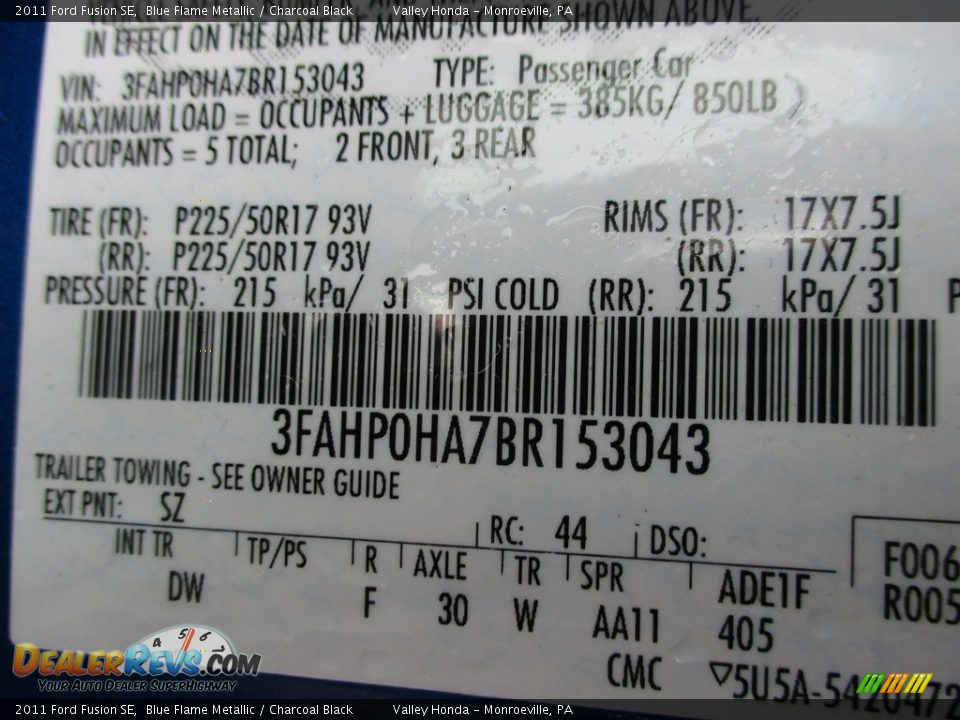 2011 Ford Fusion SE, Blue Flame Metallic / Charcoal Black Valley Honda - Monroeville, PA
IN EFFECT ON THE DATE OF MANUFACTURE SHOWN ABOVE.
VIN: 3FAHP0HA7BR153043 TYPE: Passenger Car
MAXIMUM LOAD = OCCUPANTS + LUGGAGE = 385KG/ 850LB
OCCUPANTS = 5 TOTAL; 2 FRONT, 3 REAR
TIRE (FR): P225/50R17 93V RIMS (FR): 17X7.5J
(RR): P225/50R17 93V (RR): 17X7.5J
PRESSURE (FR): 215 kPa/ 31 PSI COLD (RR): 215 kPa/ 31 P
3FAHP0HA7BR153043
TRAILER TOWING - SEE OWNER GUIDE
EXT PNT: SZ RC: 44 DSO:
INT TR TP/PS R AXLE TR SPR ADE1F F006
DW F 30 W AA11 405 R005
CMC ▽5U5A-5420472
DEALERREVS.COM
YOUR AUTO DEALER SUPERHIGHWAY
4 5 6
2011 Ford Fusion SE, Blue Flame Metallic / Charcoal Black Valley Honda - Monroeville, PA